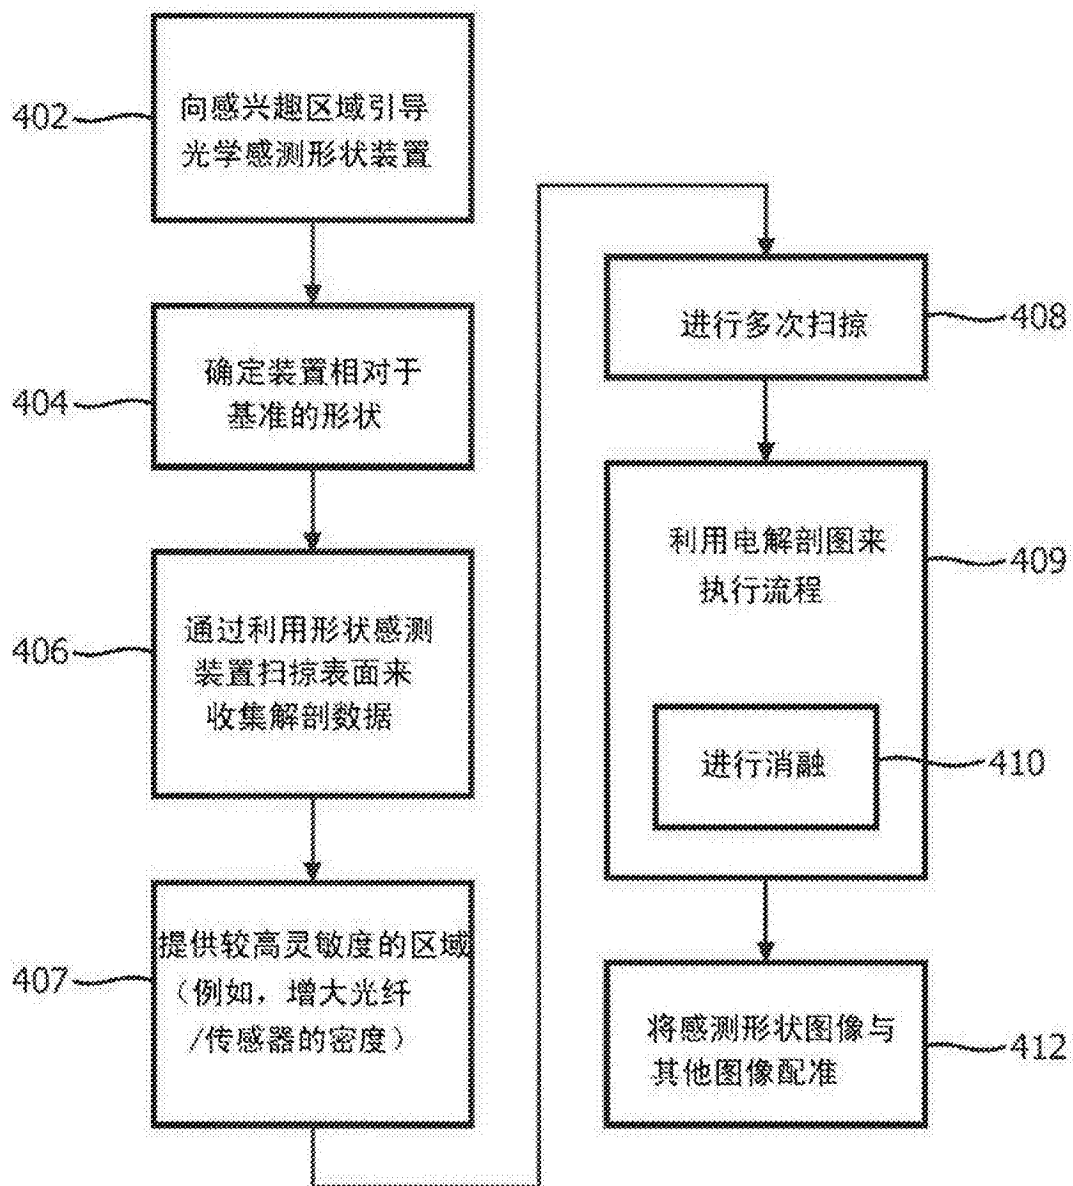 402
向感兴趣区域引导
光学感测形状装置
404
确定装置相对于
基准的形状
406
通过利用形状感测
装置扫掠表面来
收集解剖数据
407
提供较高灵敏度的区域
（例如，增大光纤
/传感器的密度）
进行多次扫掠
408
利用电解剖图来
执行流程
409
进行消融
410
将感测形状图像与
其他图像配准
412